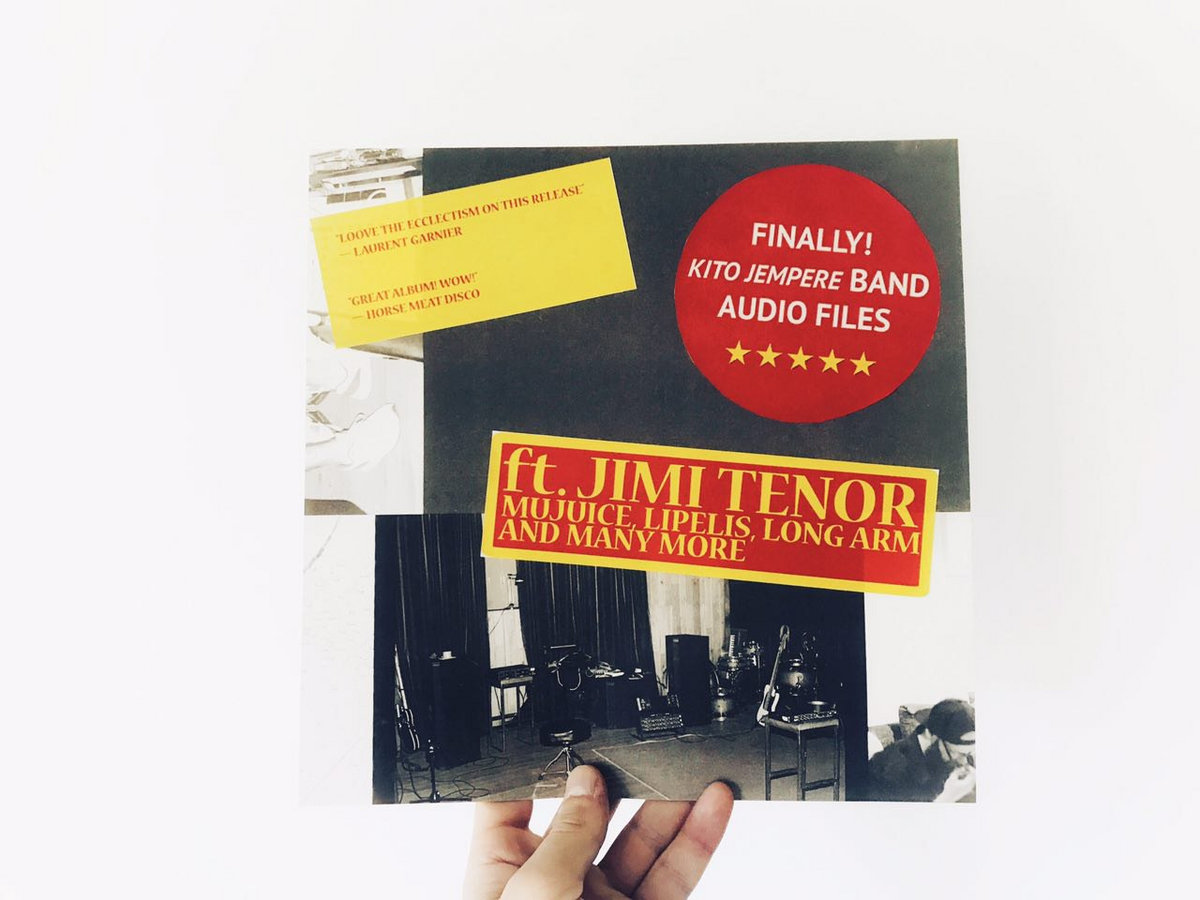 "LOOVE THE ECCLECTISM ON THIS RELEASE"
— LAURENT GARNIER
"GREAT ALBUM! WOW!"
— HORSE MEAT DISCO
FINALLY!
KITO JEMPERE BAND
AUDIO FILES
ft. JIMI TENOR
MUJUICE, LIPELIS, LONG ARM
AND MANY MORE